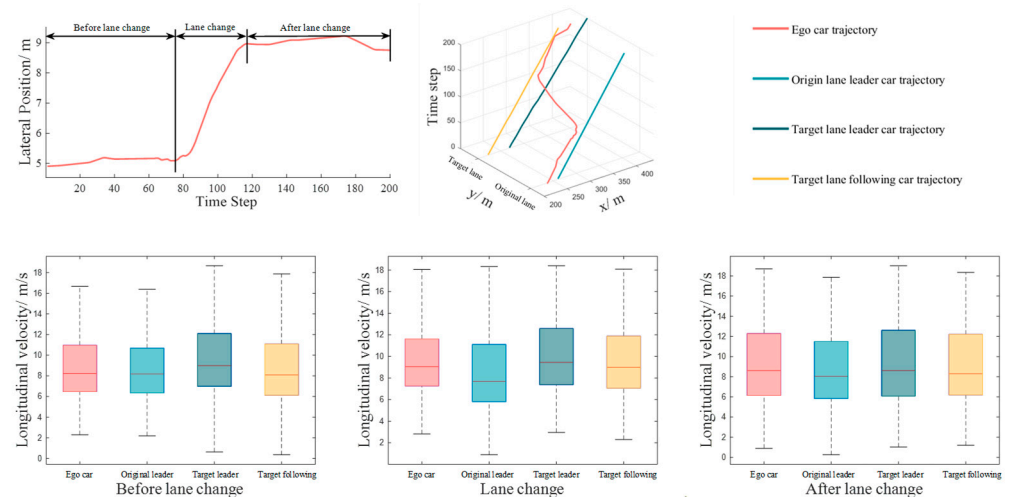 Before lane change
Lane change
After lane change
Lateral Position/ m
9
8
7
6
5
20 40 60 80 100 120 140 160 180 200
Time Step
Time step
200
150
100
50
0
Target lane
Original lane
y/ m
200 250 300 350 400
x/ m
Ego car trajectory
Origin lane leader car trajectory
Target lane leader car trajectory
Target lane following car trajectory
Longitudinal velocity/ m/s
18
16
14
12
10
8
6
4
2
0
Ego car Original leader Target leader Target following
Before lane change
Longitudinal velocity/ m/s
18
16
14
12
10
8
6
4
2
Ego car Original leader Target leader Target following
Lane change
Longitudinal velocity/ m/s
18
16
14
12
10
8
6
4
2
0
Ego car Original leader Target leader Target following
After lane change